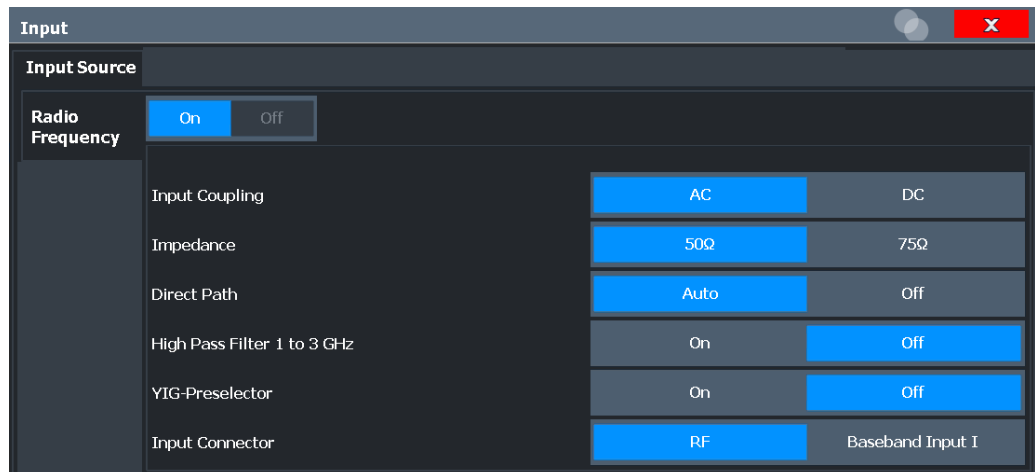 Input X
Input Source
Radio Frequency On Off
Input Coupling AC DC
Impedance 50Ω 75Ω
Direct Path Auto Off
High Pass Filter 1 to 3 GHz On Off
YIG-Preselector On Off
Input Connector RF Baseband Input I